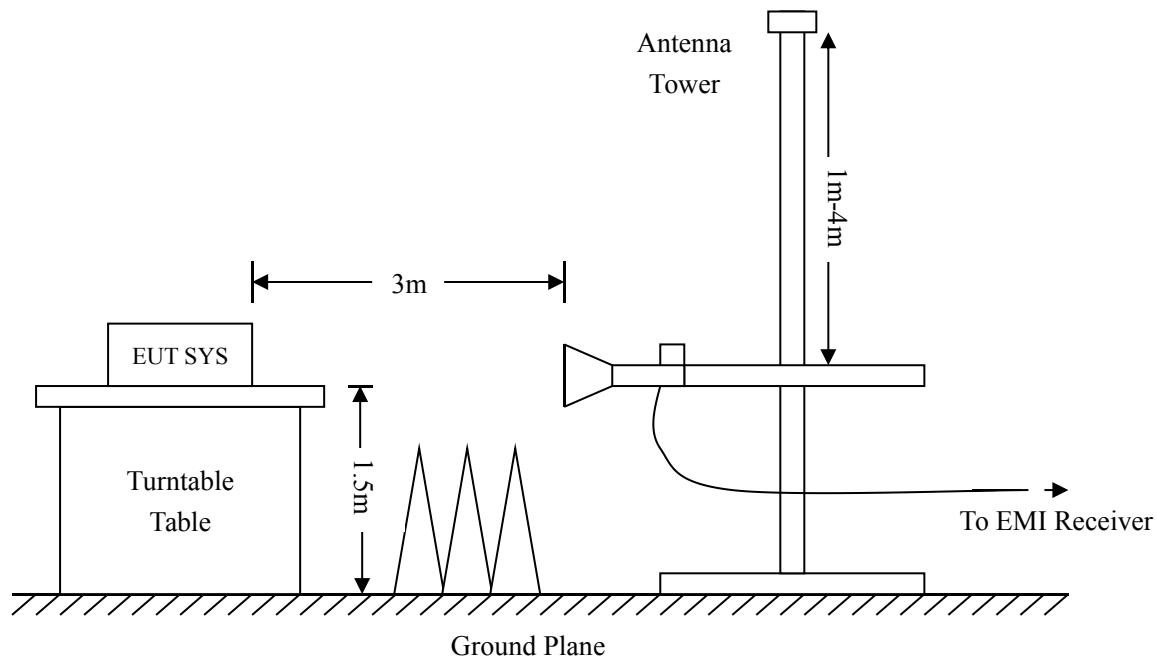 Antenna
Tower
1m-4m
3m
EUT SYS
1.5m
Turntable
Table
To EMI Receiver
Ground Plane